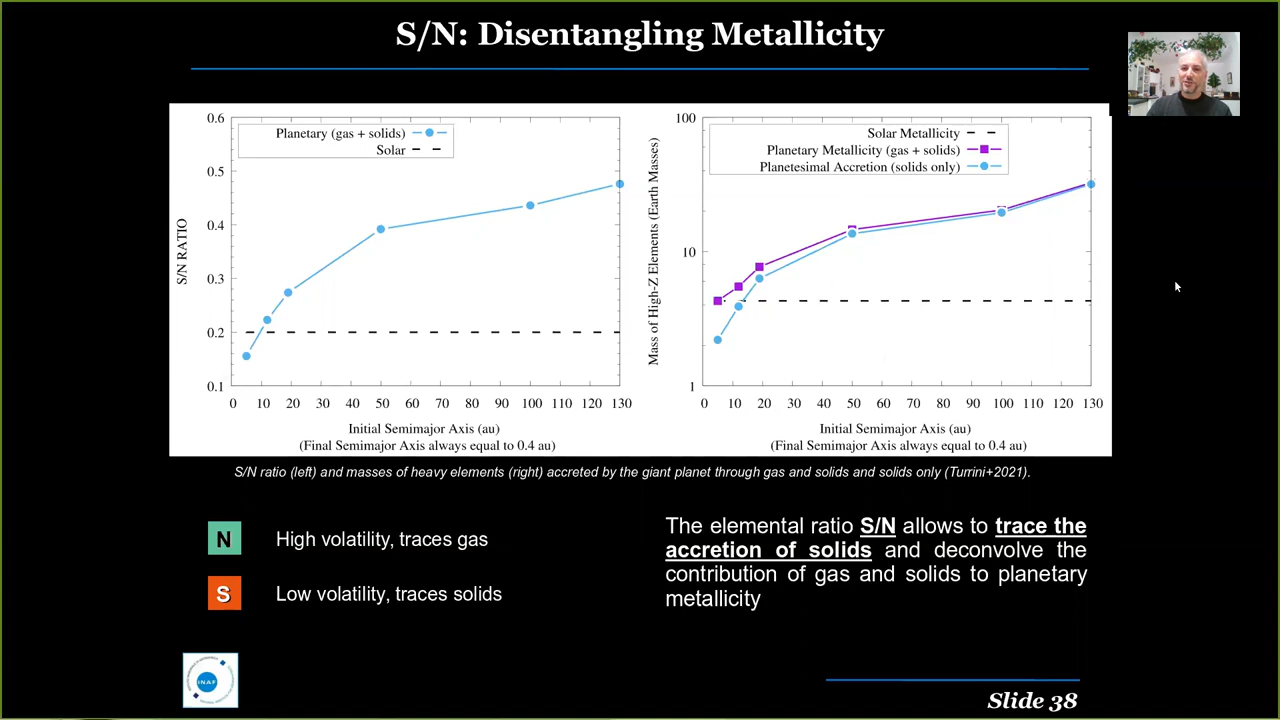 S/N: Disentangling Metallicity
0.6
0.5
0.4
0.3
0.2
0.1
S/N RATIO
Planetary (gas + solids)
Solar
0 10 20 30 40 50 60 70 80 90 100 110 120 130
Initial Semimajor Axis (au)
(Final Semimajor Axis always equal to 0.4 au)
100
10
1
Mass of High-Z Elements (Earth Masses)
Solar Metallicity
Planetary Metallicity (gas + solids)
Planetesimal Accretion (solids only)
0 10 20 30 40 50 60 70 80 90 100 110 120 130
Initial Semimajor Axis (au)
(Final Semimajor Axis always equal to 0.4 au)
S/N ratio (left) and masses of heavy elements (right) accreted by the giant planet through gas and solids and solids only (Turrini+2021).
N High volatility, traces gas
S Low volatility, traces solids
The elemental ratio S/N allows to trace the
accretion of solids and deconvolve the
contribution of gas and solids to planetary
metallicity
INAF
Slide 38